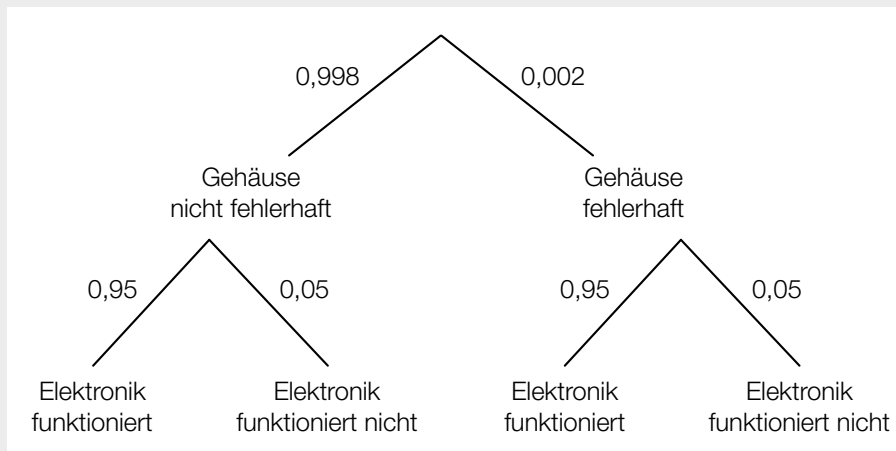 0,998
0,002
Gehäuse
nicht fehlerhaft
Gehäuse
fehlerhaft
0,95
0,05
0,95
0,05
Elektronik
funktioniert
Elektronik
funktioniert nicht
Elektronik
funktioniert
Elektronik
funktioniert nicht